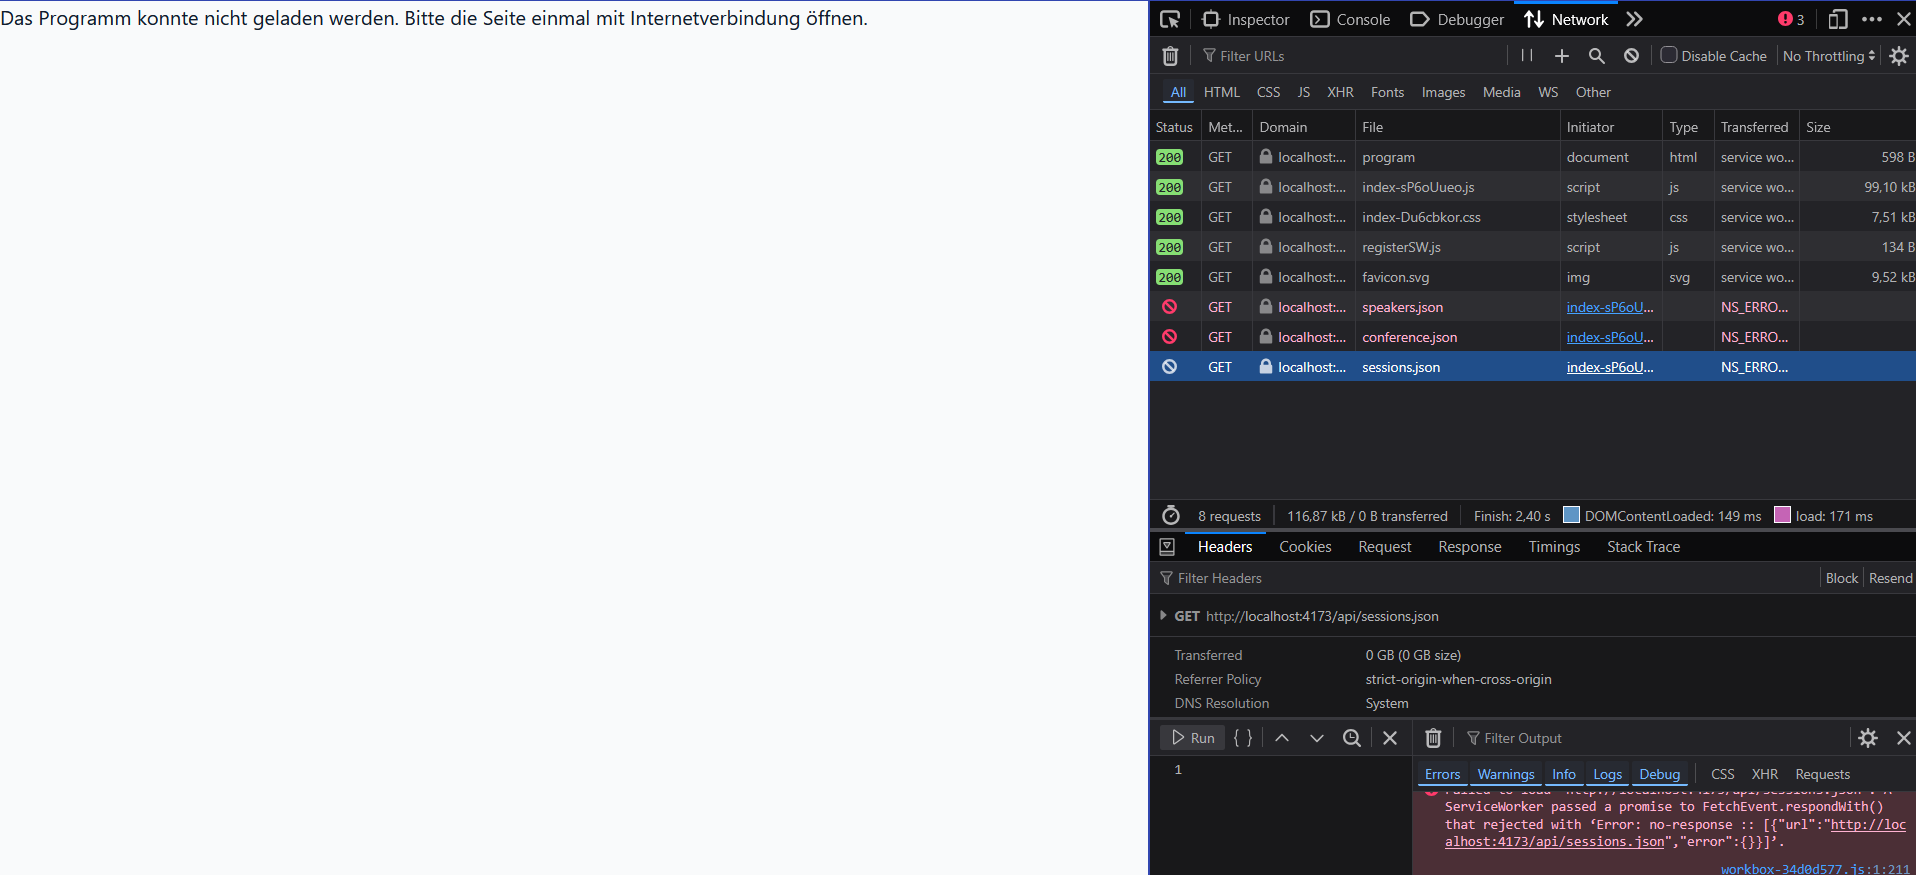 Das Programm konnte nicht geladen werden. Bitte die Seite einmal mit Internetverbindung öffnen.
Inspector Console Debugger Network 3
Filter URLs Disable Cache No Throttling
All HTML CSS JS XHR Fonts Images Media WS Other
Status Met... Domain File Initiator Type Transferred Size
200 GET localhost:... program document html service wo... 598 B
200 GET localhost:... index-sP6oUueo.js script js service wo... 99,10 kB
200 GET localhost:... index-Du6cbkor.css stylesheet css service wo... 7,51 kB
200 GET localhost:... registerSW.js script js service wo... 134 B
200 GET localhost:... favicon.svg img svg service wo... 9,52 kB
GET localhost:... speakers.json index-sP6oU... NS_ERRO...
GET localhost:... conference.json index-sP6oU... NS_ERRO...
GET localhost:... sessions.json index-sP6oU... NS_ERRO...
8 requests 116,87 kB / 0 B transferred Finish: 2,40 s DOMContentLoaded: 149 ms load: 171 ms
Headers Cookies Request Response Timings Stack Trace
Filter Headers Block Resend
GET http://localhost:4173/api/sessions.json
Transferred 0 GB (0 GB size)
Referrer Policy strict-origin-when-cross-origin
DNS Resolution System
Run { } Filter Output
1
Errors Warnings Info Logs Debug CSS XHR Requests
Failed to load 'http://localhost:4173/api/sessions.json'. A
ServiceWorker passed a promise to FetchEvent.respondWith()
that rejected with ‘Error: no-response :: [{"url":"http://loc
alhost:4173/api/sessions.json","error":{}}]’.
workbox-34d0d577.js:1:211